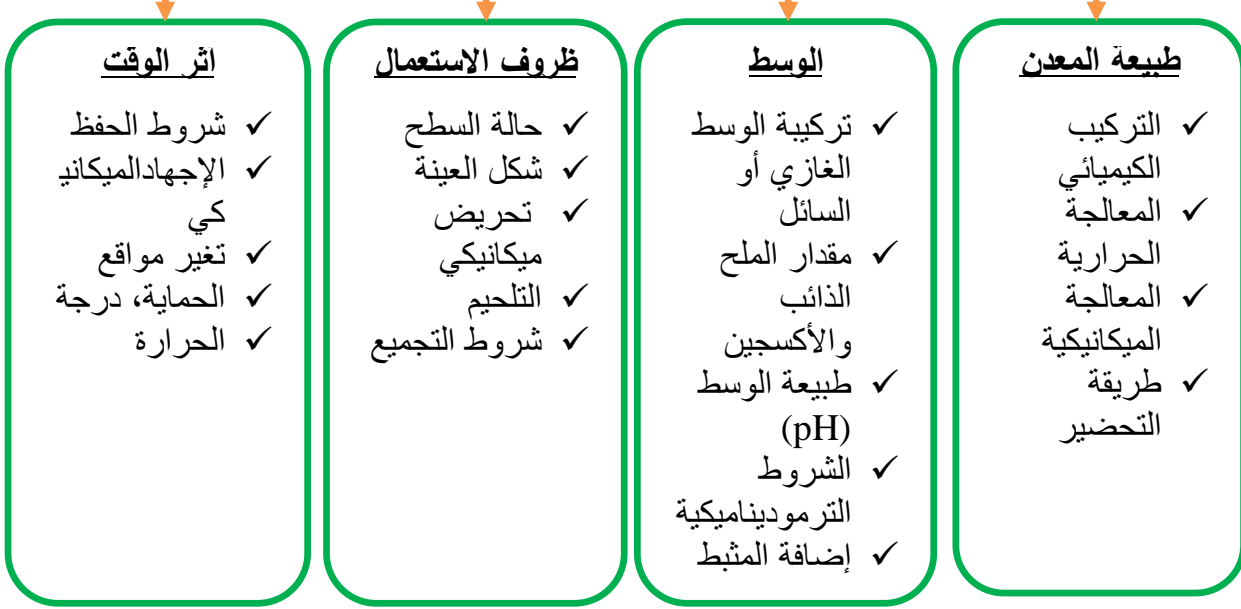 طبيعة المعدن
✓ التركيب
الكيميائي
✓ المعالجة
الحرارية
✓ المعالجة
الميكانيكية
✓ طريقة
التحضير
الوسط
✓ تركيبة الوسط
الغازي أو
السائل
✓ مقدار الملح
الذائب
والأكسجين
✓ طبيعة الوسط
(pH)
✓ الشروط
الترموديناميكية
✓ إضافة المثبط
ظروف الاستعمال
✓ حالة السطح
✓ شكل العينة
✓ تحريض
ميكانيكي
✓ التلحيم
✓ شروط التجميع
اثر الوقت
✓ شروط الحفظ
✓ الإجهادالميكاني
كي
✓ تغير مواقع
✓ الحماية، درجة
✓ الحرارة